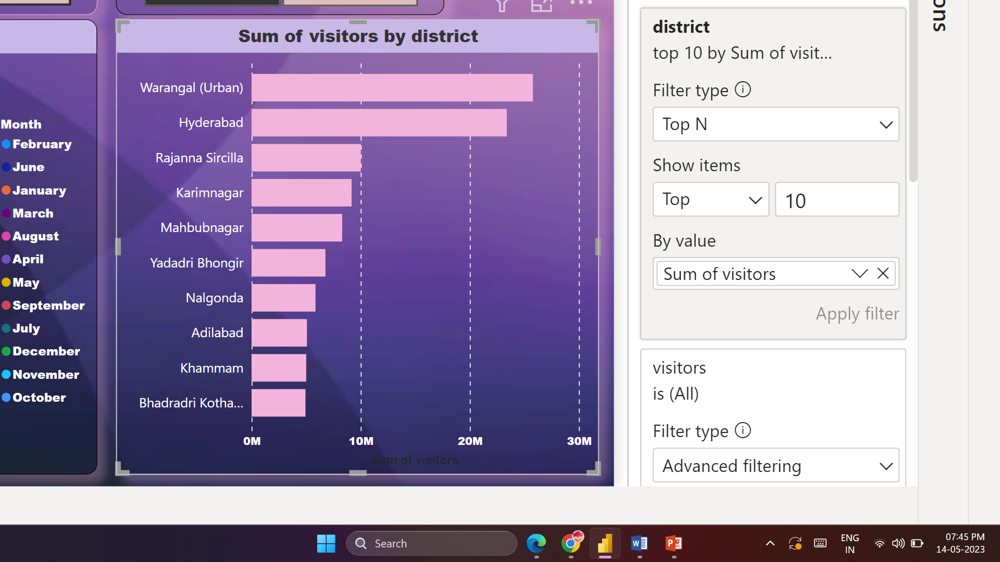 Sum of visitors by district
Warangal (Urban)
Hyderabad
Rajanna Sircilla
Karimnagar
Mahbubnagar
Yadadri Bhongir
Nalgonda
Adilabad
Khammam
Bhadradri Kotha...
0M 10M 20M 30M
Sum of visitors
Month
February
June
January
March
August
April
May
September
July
December
November
October
district
top 10 by Sum of visit...
Filter type
Top N
Show items
Top 10
By value
Sum of visitors
Apply filter
visitors
is (All)
Filter type
Advanced filtering
ons
Search
ENG
IN
07:45 PM
14-05-2023